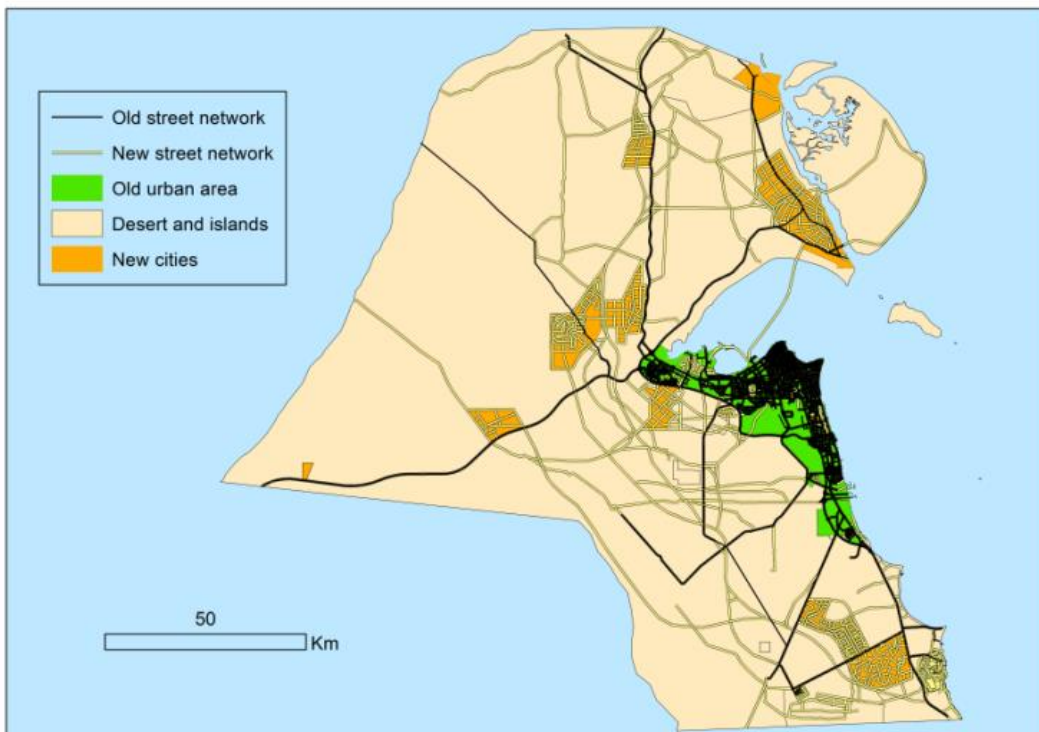 Old street network
New street network
Old urban area
Desert and islands
New cities
50
Km